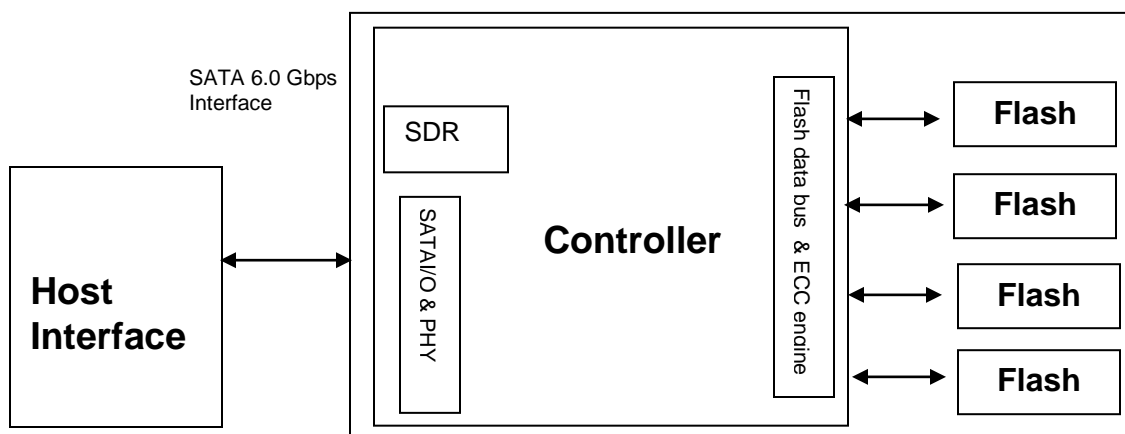 SATA 6.0 Gbps
Interface
SDR
SATAI/O & PHY
Controller
Flash data bus & ECC engine
Flash
Flash
Flash
Flash
Host
Interface